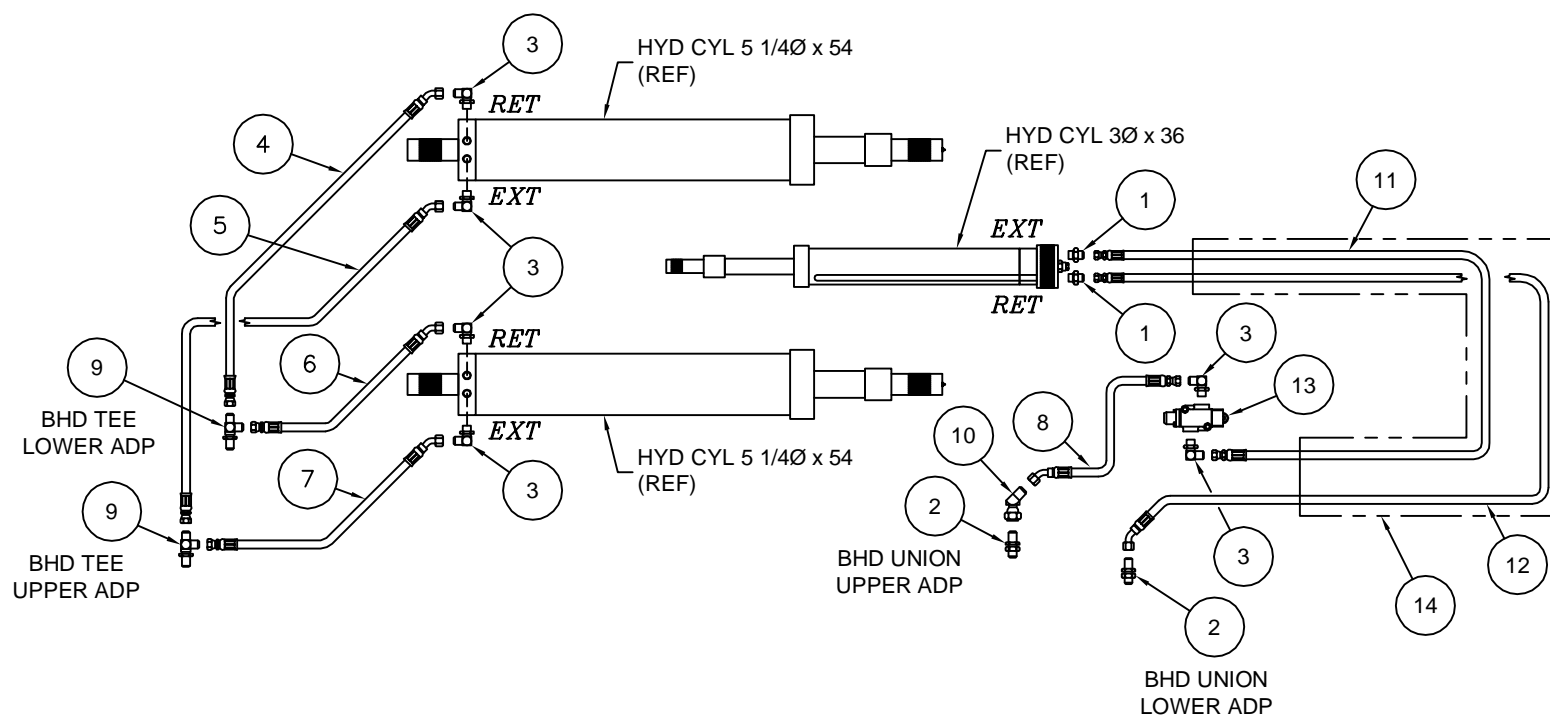 3
HYD CYL 5 1/4Ø x 54
(REF)
RET
4
HYD CYL 3Ø x 36
(REF)
11
1
EXT
5
EXT
3
RET
1
6
RET
3
9
BHD TEE
LOWER ADP
13
8
EXT
HYD CYL 5 1/4Ø x 54
(REF)
10
7
3
9
2
BHD TEE
UPPER ADP
BHD UNION
UPPER ADP
3
12
14
2
BHD UNION
LOWER ADP